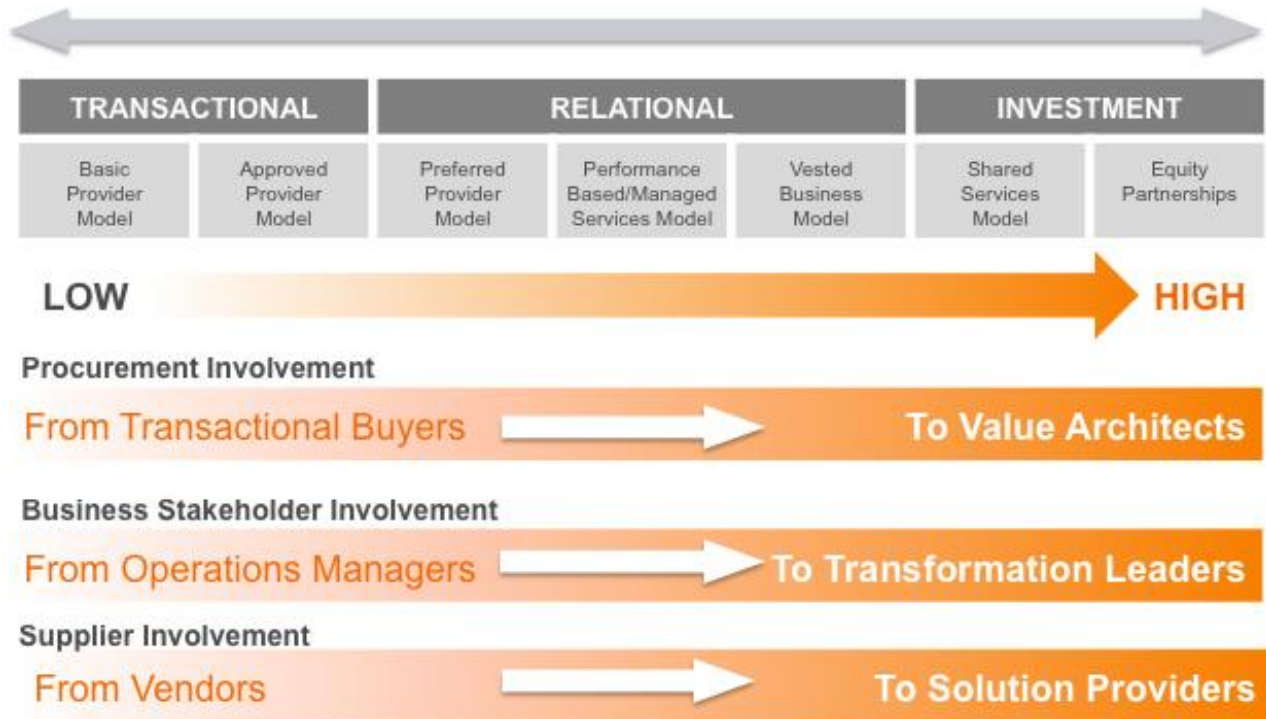 TRANSACTIONAL
RELATIONAL
INVESTMENT
Basic
Provider
Model
Approved
Provider
Model
Preferred
Provider
Model
Performance
Based/Managed
Services Model
Vested
Business
Model
Shared
Services
Model
Equity
Partnerships
LOW
HIGH
Procurement Involvement
From Transactional Buyers
To Value Architects
Business Stakeholder Involvement
From Operations Managers
To Transformation Leaders
Supplier Involvement
From Vendors
To Solution Providers